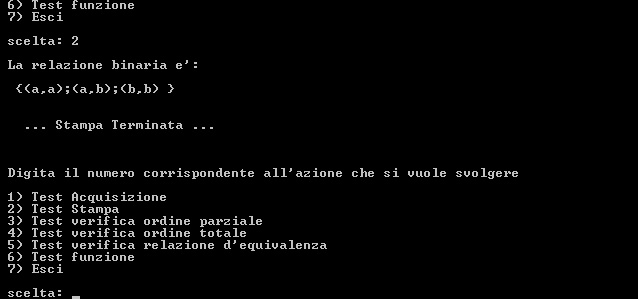 6) Test funzione
7) Esci
scelta: 2
La relazione binaria e':
{(a,a);(a,b);(b,b) }
... Stampa Terminata ...
Digita il numero corrispondente all'azione che si vuole svolgere
1) Test Acquisizione
2) Test Stampa
3) Test verifica ordine parziale
4) Test verifica ordine totale
5) Test verifica relazione d'equivalenza
6) Test funzione
7) Esci
scelta: _